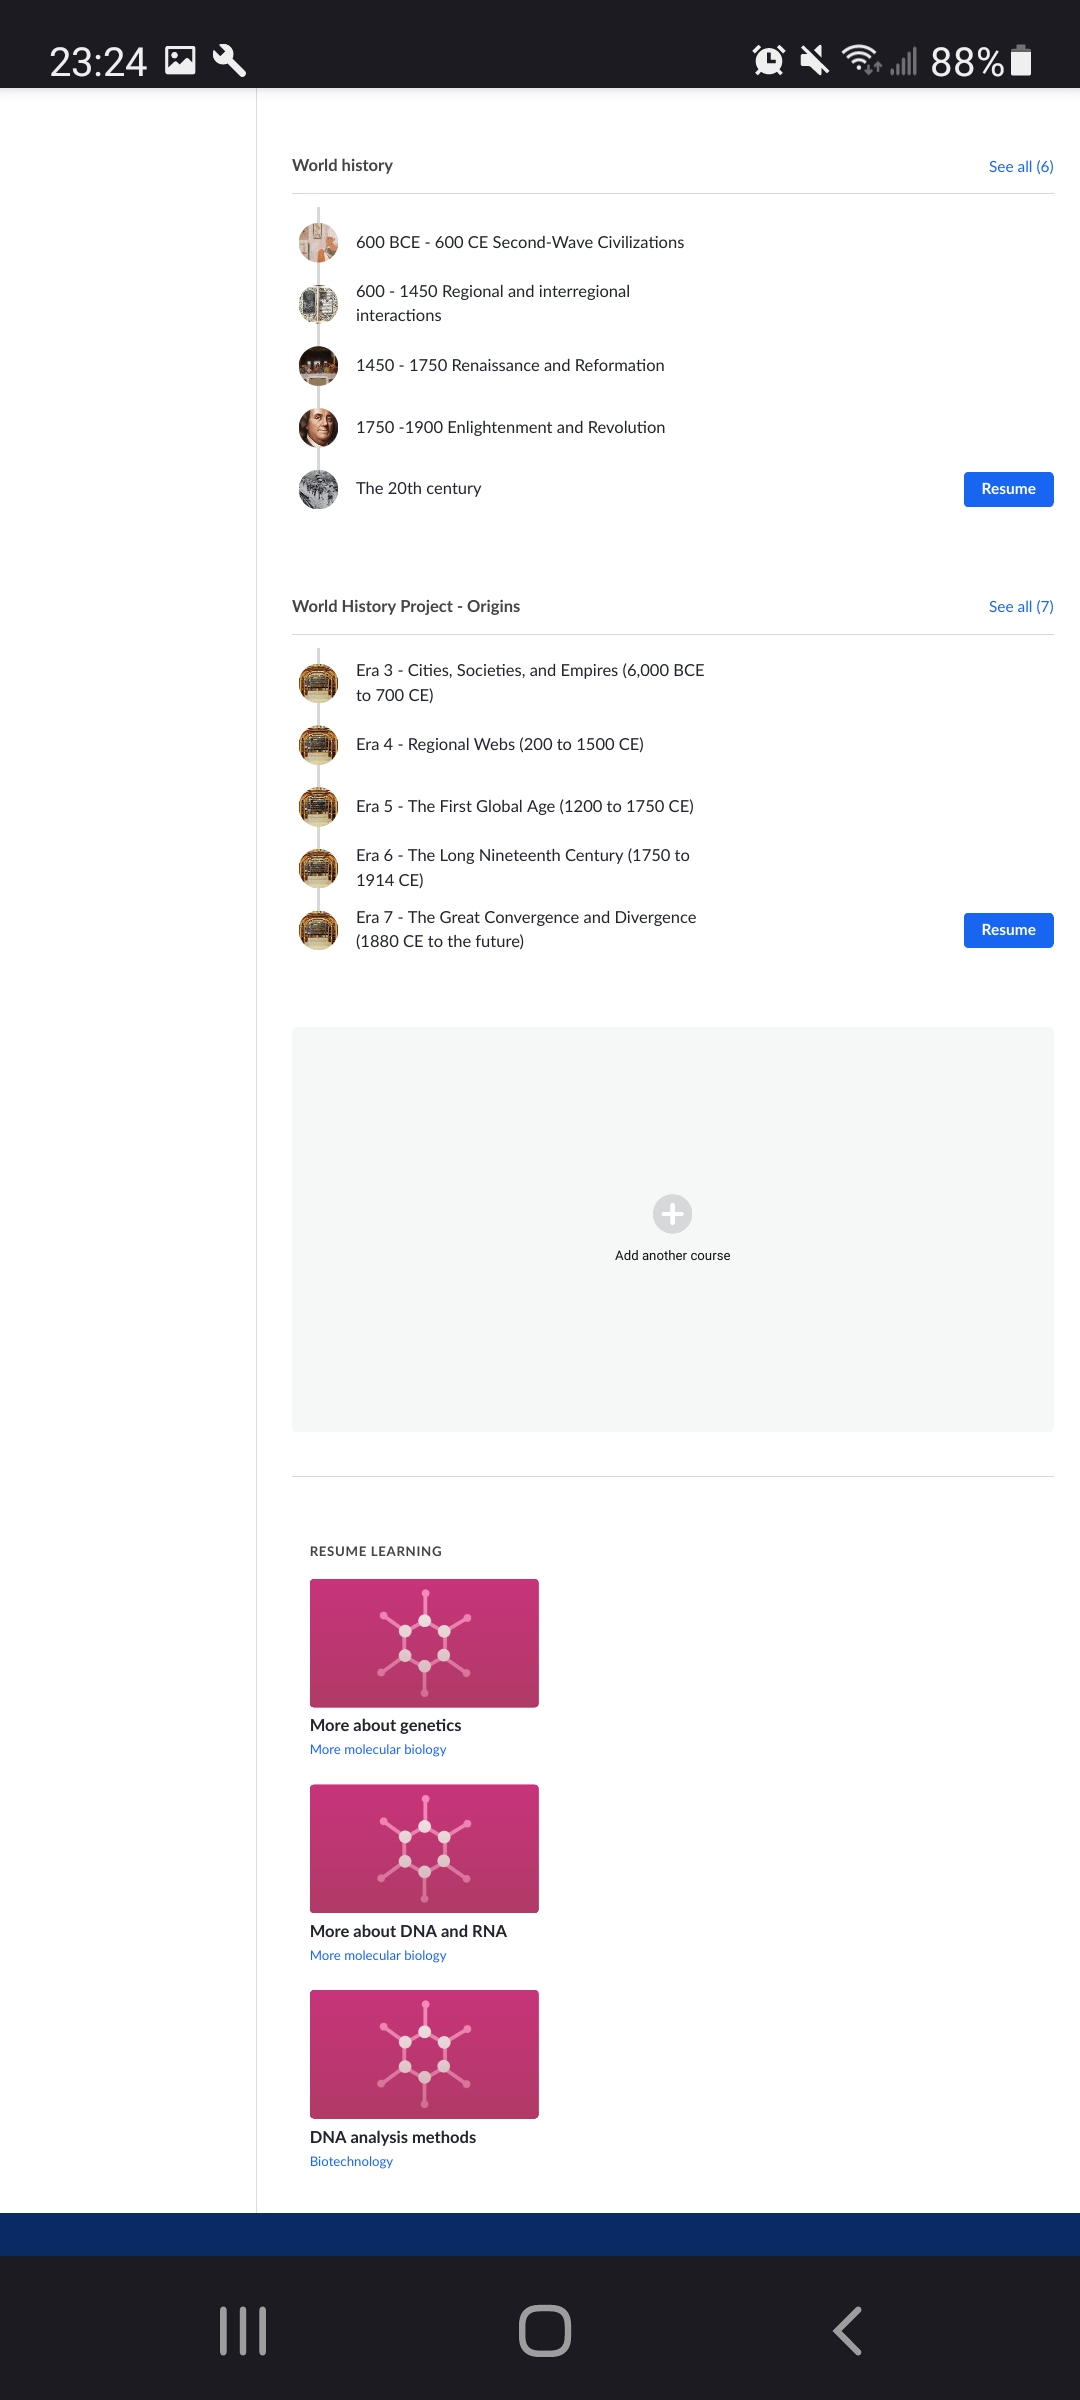 23:24
88%
World history
See all (6)
600 BCE - 600 CE Second-Wave Civilizations
600 - 1450 Regional and interregional
interactions
1450 - 1750 Renaissance and Reformation
1750 -1900 Enlightenment and Revolution
The 20th century
Resume
World History Project - Origins
See all (7)
Era 3 - Cities, Societies, and Empires (6,000 BCE
to 700 CE)
Era 4 - Regional Webs (200 to 1500 CE)
Era 5 - The First Global Age (1200 to 1750 CE)
Era 6 - The Long Nineteenth Century (1750 to
1914 CE)
Era 7 - The Great Convergence and Divergence
(1880 CE to the future)
Resume
Add another course
RESUME LEARNING
More about genetics
More molecular biology
More about DNA and RNA
More molecular biology
DNA analysis methods
Biotechnology